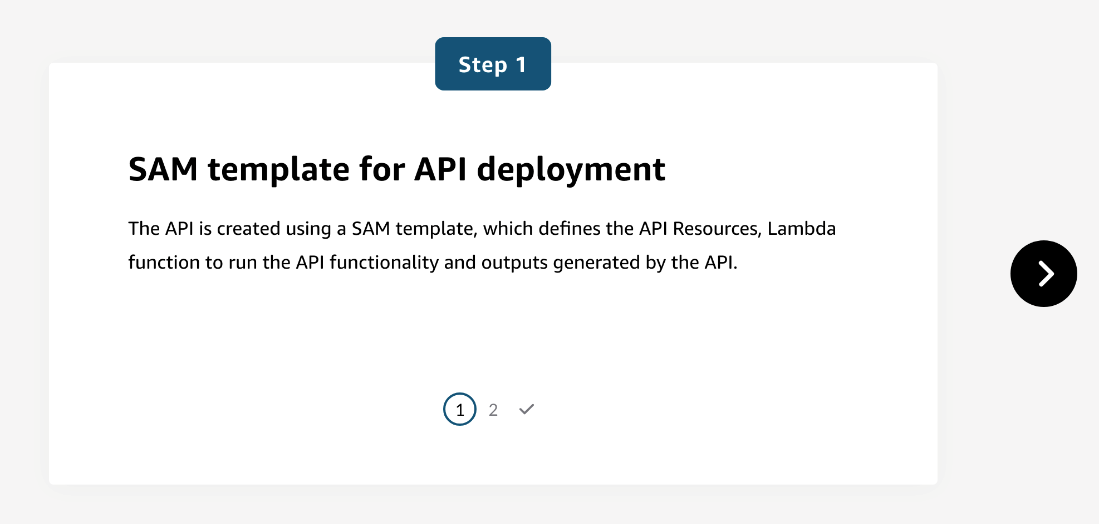 Step 1
SAM template for API deployment
The API is created using a SAM template, which defines the API Resources, Lambda
function to run the API functionality and outputs generated by the API.
1 2